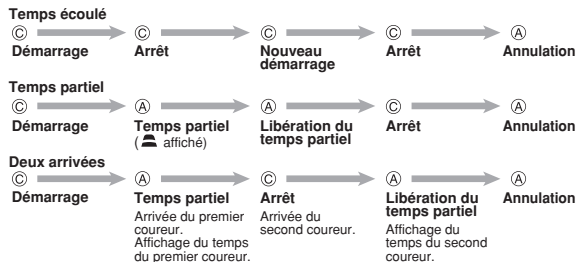 Temps écoulé
Ⓒ Ⓒ Ⓒ Ⓒ Ⓐ
Démarrage Arrêt Nouveau démarrage Arrêt Annulation
Temps partiel
Ⓒ Ⓐ Ⓐ Ⓒ Ⓐ
Démarrage Temps partiel Libération du temps partiel Arrêt Annulation
( affiché)
Deux arrivées
Ⓒ Ⓐ Ⓒ Ⓐ Ⓐ
Démarrage Temps partiel Arrêt Libération du temps partiel Annulation
Arrivée du premier coureur.
Affichage du temps du premier coureur.
Arrivée du second coureur.
Affichage du temps du second coureur.